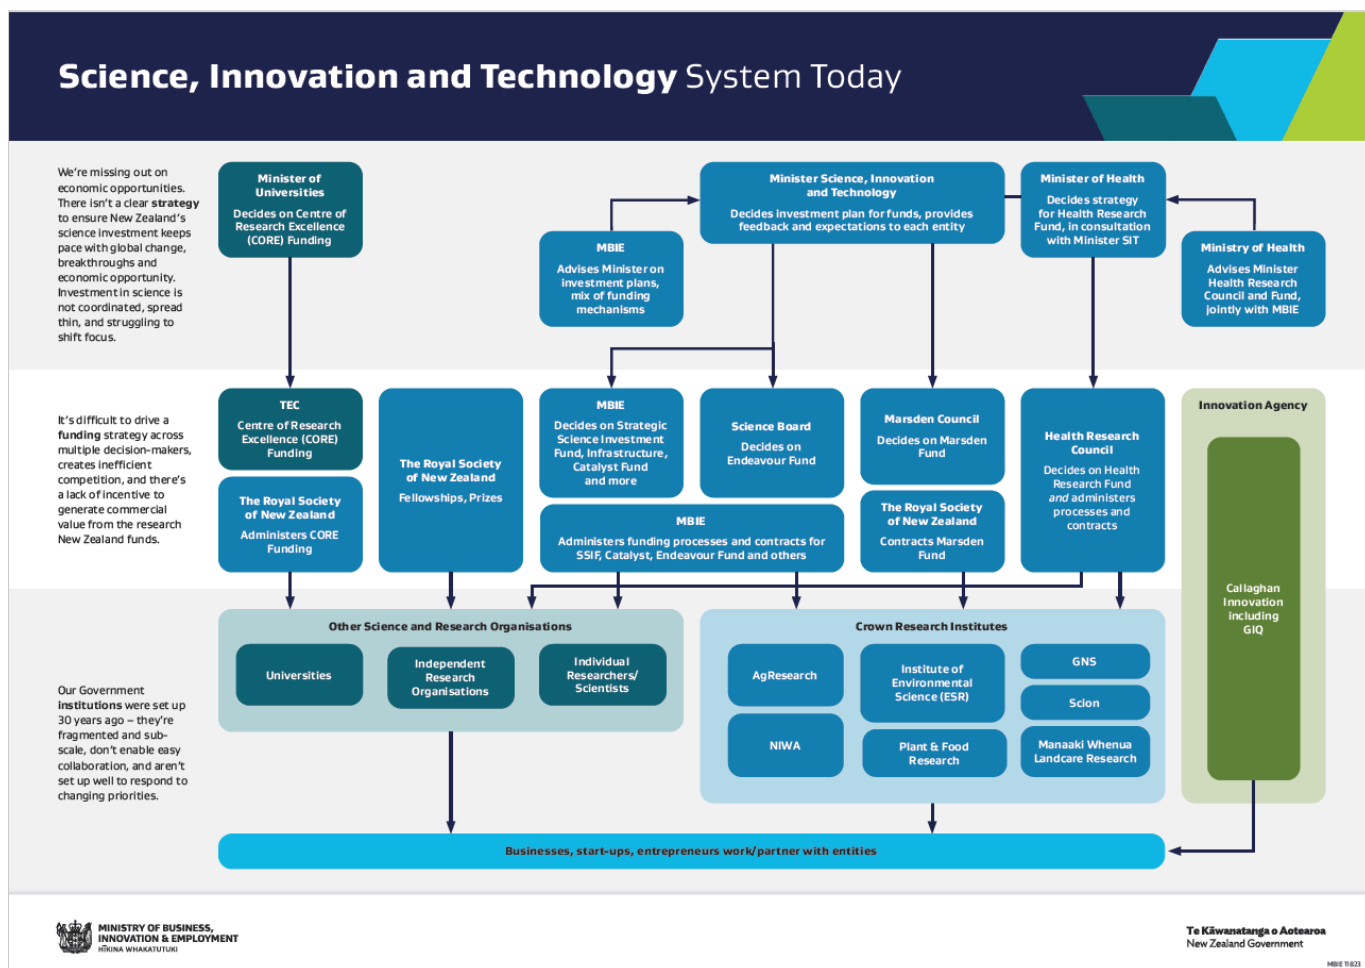 Science, Innovation and Technology System Today
We're missing out on
economic opportunities.
There isn't a clear strategy
to ensure New Zealand's
science investment keeps
pace with global change,
breakthroughs and
economic opportunity.
Investment in science is
not coordinated, spread
thin, and struggling to
shift focus.
Minister of
Universities
Decides on Centre of
Research Excellence
(CORE) Funding
MBIE
Advises Minister on
investment plans,
mix of funding
mechanisms
Minister Science, Innovation
and Technology
Decides investment plan for funds, provides
feedback and expectations to each entity
Minister of Health
Decides strategy
for Health Research
Fund, in consultation
with Minister SIT
Ministry of Health
Advises Minister
Health Research
Council and Fund,
jointly with MBIE
It's difficult to drive a
funding strategy across
multiple decision-makers,
creates inefficient
competition, and there's
a lack of incentive to
generate commercial
value from the research
New Zealand funds.
TEC
Centre of Research
Excellence (CORE)
Funding
The Royal Society
of New Zealand
Administers CORE
Funding
The Royal Society
of New Zealand
Fellowships, Prizes
MBIE
Decides on Strategic
Science Investment
Fund, Infrastructure,
Catalyst Fund
and more
Science Board
Decides on
Endeavour Fund
MBIE
Administers funding processes and contracts for
SSIF, Catalyst, Endeavour Fund and others
Marsden Council
Decides on Marsden
Fund
The Royal Society
of New Zealand
Contracts Marsden
Fund
Health Research
Council
Decides on Health
Research Fund
and administers
processes and
contracts
Innovation Agency
Callaghan
Innovation
including
GIQ
Our Government
institutions were set up
30 years ago – they're
fragmented and sub-
scale, don't enable easy
collaboration, and aren't
set up well to respond to
changing priorities.
Other Science and Research Organisations
Universities
Independent
Research
Organisations
Individual
Researchers/
Scientists
Crown Research Institutes
AgResearch
NIWA
Institute of
Environmental
Science (ESR)
Plant & Food
Research
GNS
Scion
Manaaki Whenua
Landcare Research
Businesses, start-ups, entrepreneurs work/partner with entities
MINISTRY OF BUSINESS,
INNOVATION & EMPLOYMENT
HĪKINA WHAKATUTUKI
Te Kāwanatanga o Aotearoa
New Zealand Government
MBIE 11823